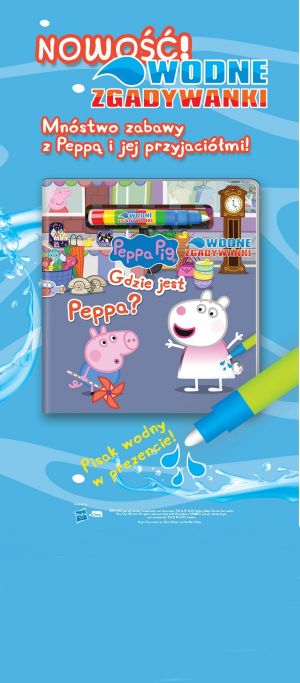 NOWOŚĆ!
WODNE
ZGADYWANKI
Mnóstwo zabawy
z Peppą i jej przyjaciółmi!
WODNE
ZGADYWANKI
Peppa Pig
WODNE
ZGADYWANKI
Gdzie jest
Peppa?
Pisak wodny
w prezencie!